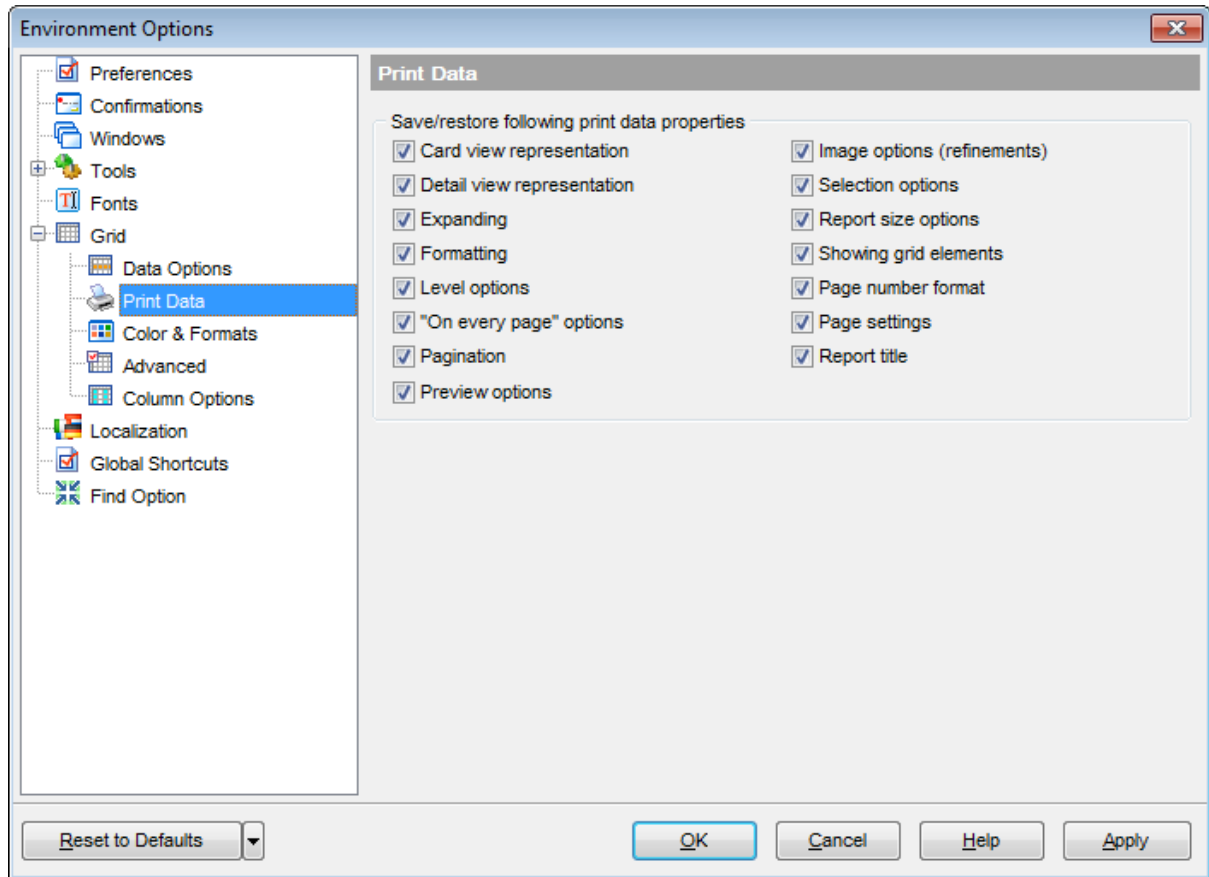 Environment Options
Preferences
Confirmations
Windows
Tools
Fonts
Grid
Data Options
Print Data
Color & Formats
Advanced
Column Options
Localization
Global Shortcuts
Find Option
Print Data
Save/restore following print data properties
Card view representation
Detail view representation
Expanding
Formatting
Level options
"On every page" options
Pagination
Preview options
Image options (refinements)
Selection options
Report size options
Showing grid elements
Page number format
Page settings
Report title
Reset to Defaults
OK
Cancel
Help
Apply